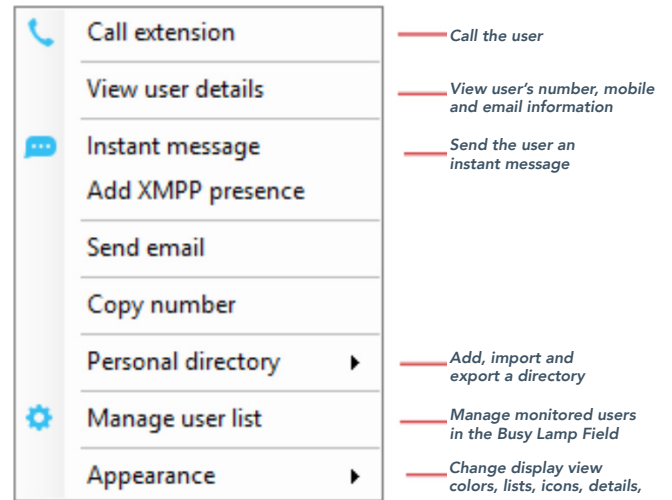 Call extension
Call the user
View user details
View user's number, mobile
and email information
Instant message
Send the user an
instant message
Add XMPP presence
Send email
Copy number
Personal directory
Add, import and
export a directory
Manage user list
Manage monitored users
in the Busy Lamp Field
Appearance
Change display view
colors, lists, icons, details,